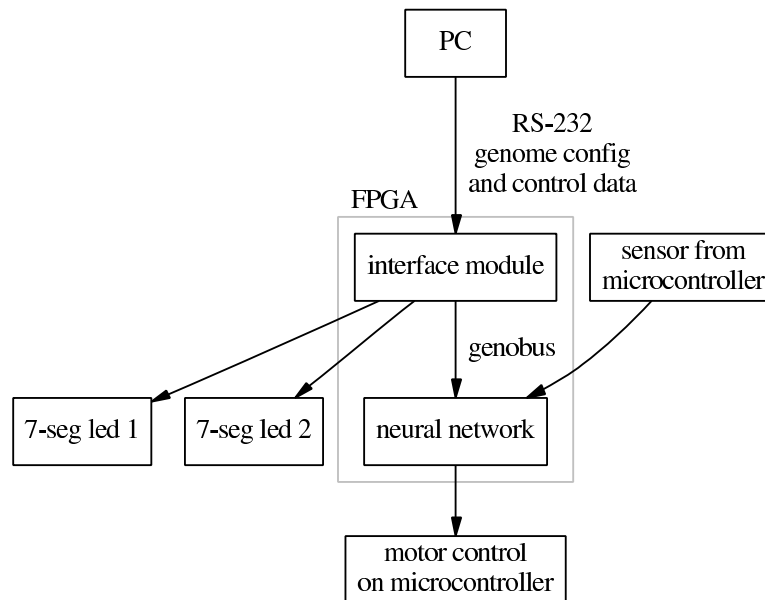 PC
RS-232
genome config
and control data
FPGA
interface module
sensor from
microcontroller
genobus
7-seg led 1
7-seg led 2
neural network
motor control
on microcontroller